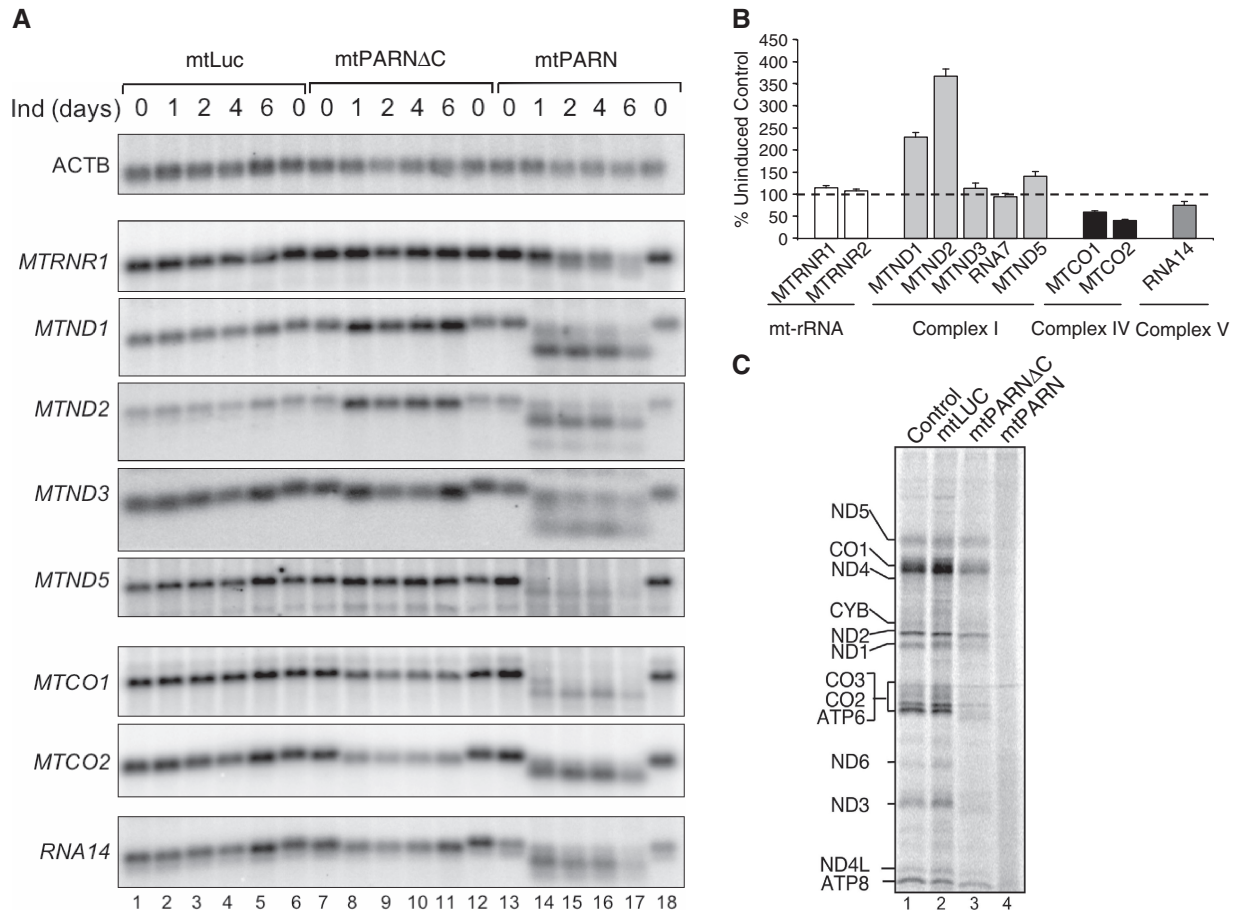 A
mtLuc mtPARNΔC mtPARN
Ind (days) 0 1 2 4 6 0 0 1 2 4 6 0 0 1 2 4 6 0
ACTB
MTRNR1
MTND1
MTND2
MTND3
MTND5
MTCO1
MTCO2
RNA14
1 2 3 4 5 6 7 8 9 10 11 12 13 14 15 16 17 18
B
% Uninduced Control
450
400
350
300
250
200
150
100
50
0
MTRNR1 MTRNR2 MTND1 MTND2 MTND3 RNA7 MTND5 MTCO1 MTCO2 RNA14
mt-rRNA Complex I Complex IV Complex V
C
Control mtLUC mtPARNΔC mtPARN
ND5
CO1
ND4
CYB
ND2
ND1
CO3
CO2
ATP6
ND6
ND3
ND4L
ATP8
1 2 3 4